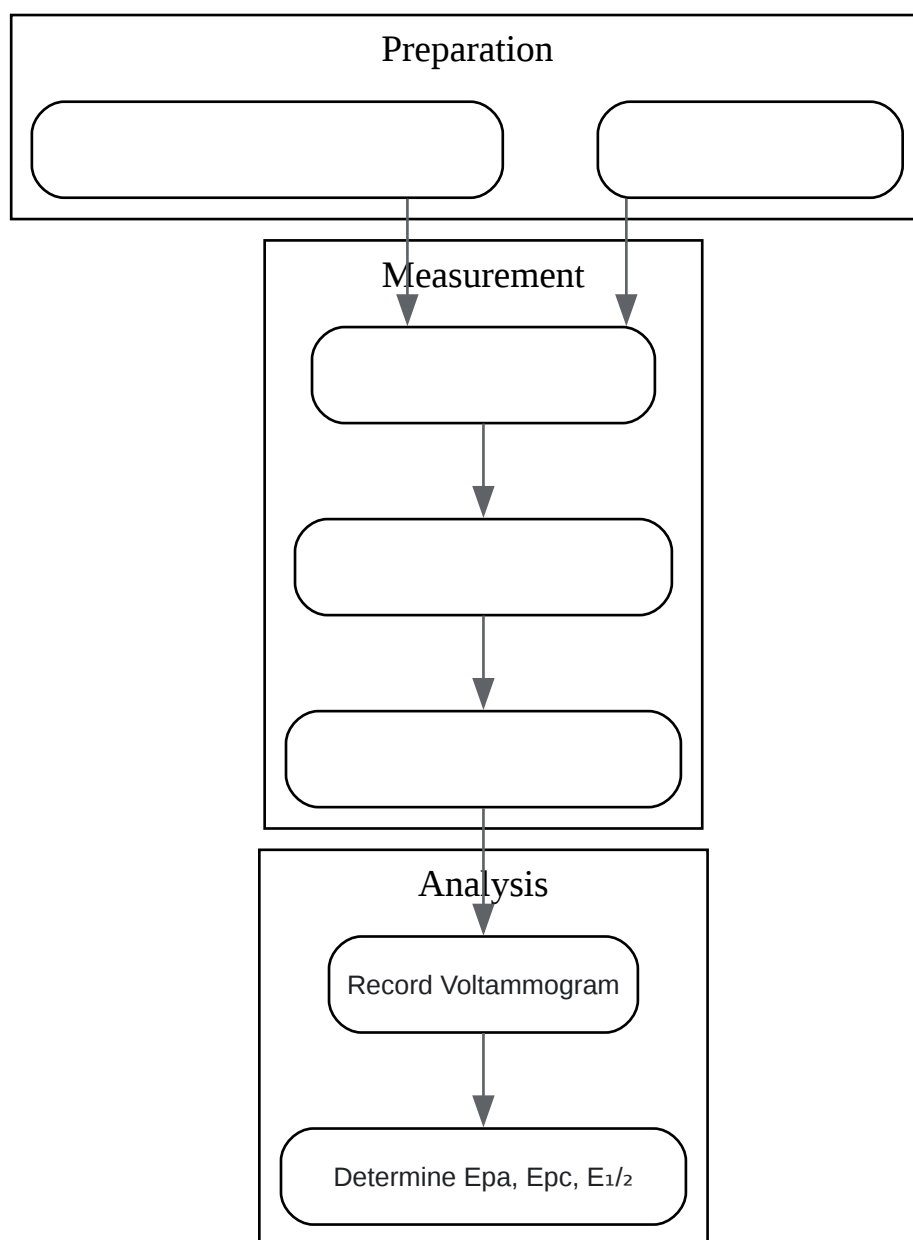 Preparation
Measurement
Analysis
Record Voltammogram
Determine Epa, Epc, E₁/₂